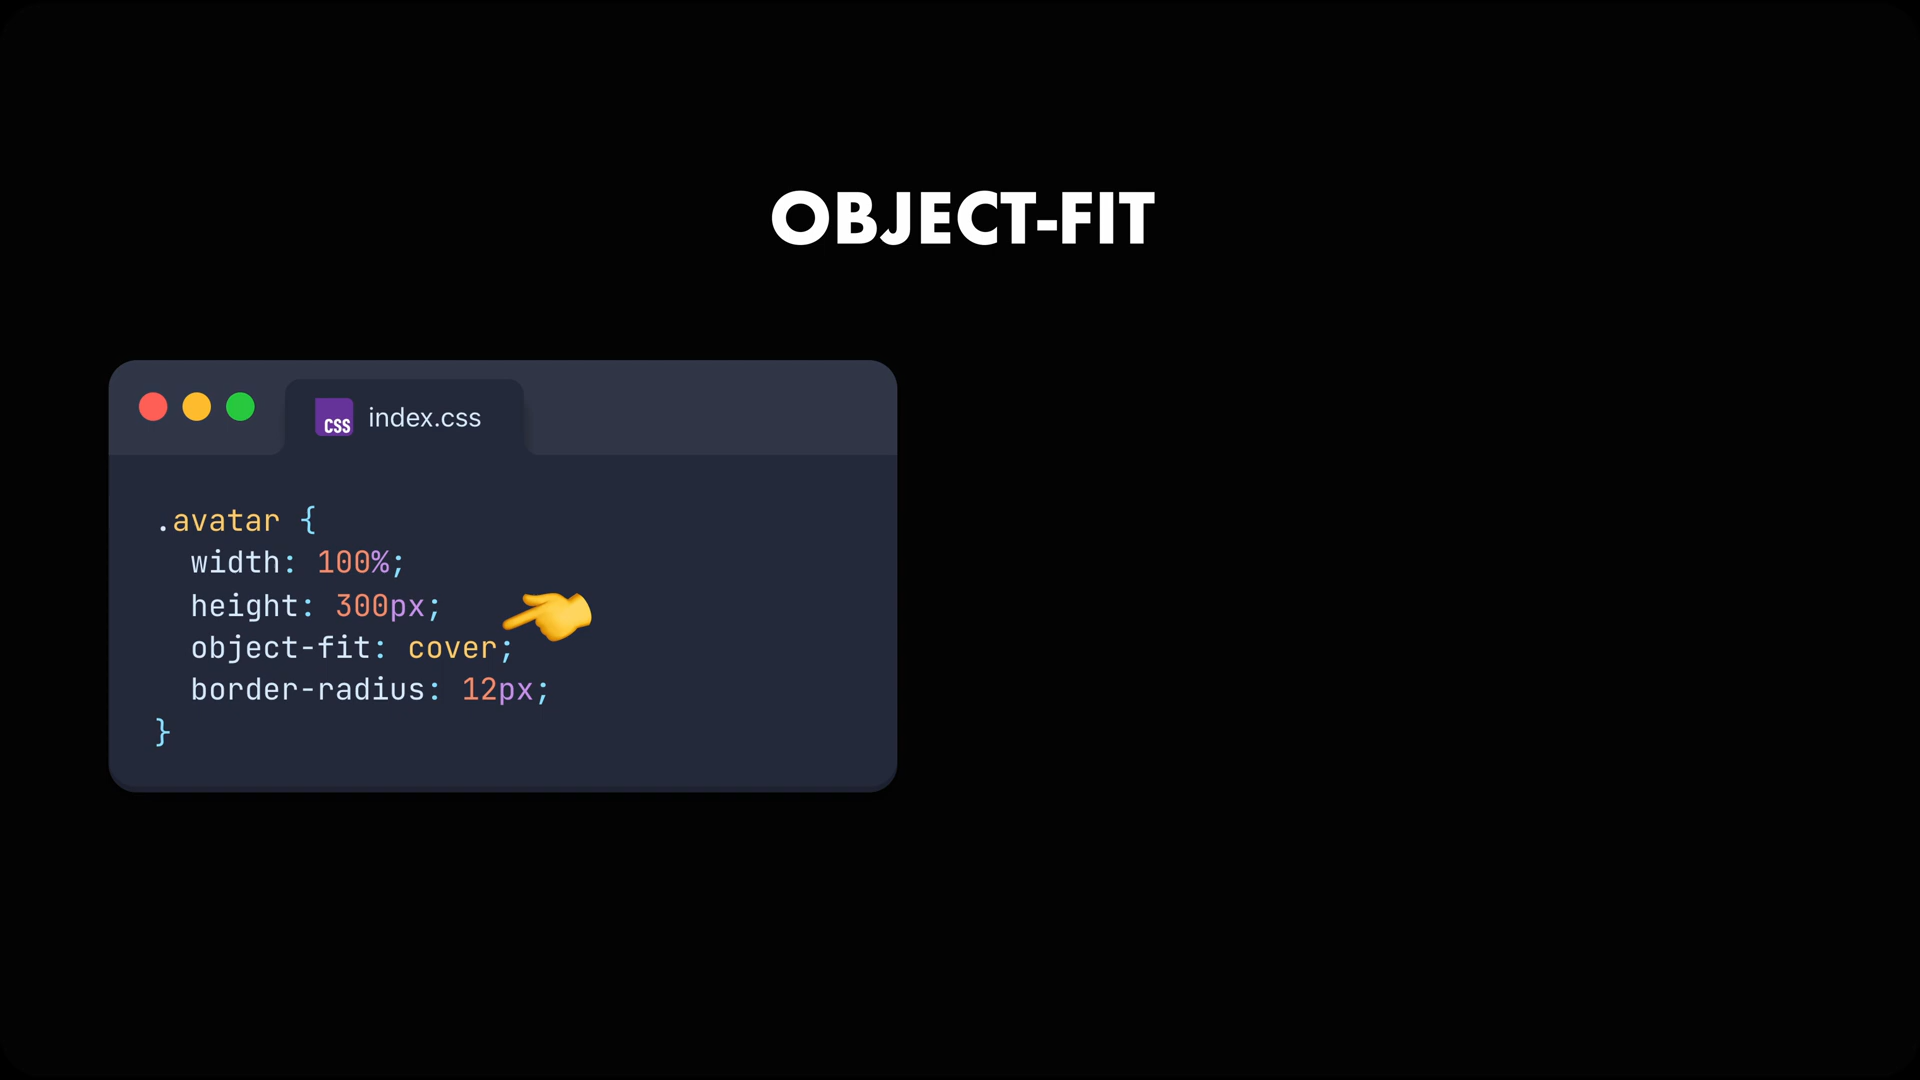 OBJECT-FIT
CSS index.css
.avatar {
  width: 100%;
  height: 300px;
  object-fit: cover;
  border-radius: 12px;
}